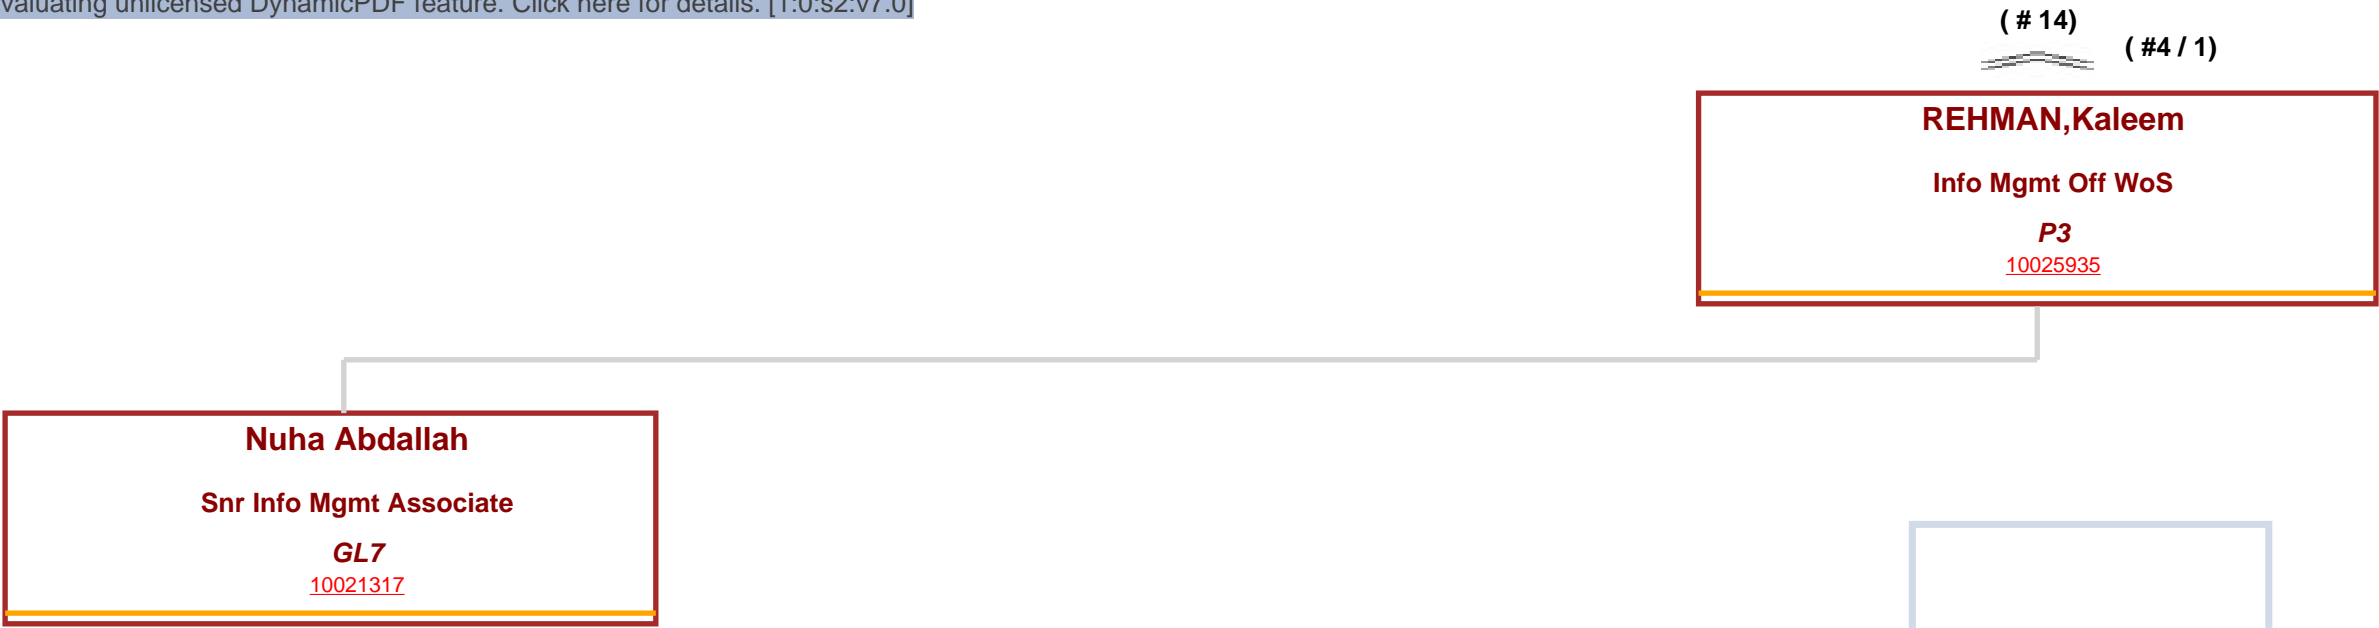 valuating unlicensed DynamicPDF feature. Click here for details. [1:0:s2:v7.0]
( # 14)
( #4 / 1)
REHMAN,Kaleem
Info Mgmt Off WoS
P3
10025935
Nuha Abdallah
Snr Info Mgmt Associate
GL7
10021317